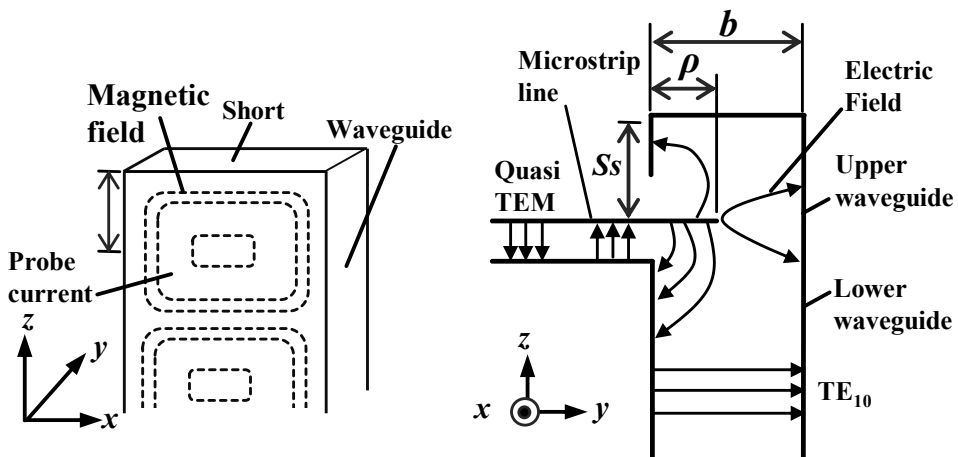 Magnetic
field
Short
Waveguide
Probe
current
z
y
x
b
ρ
Microstrip
line
Electric
Field
Ss
Quasi
TEM
Upper
waveguide
Lower
waveguide
z
x
y
TE10